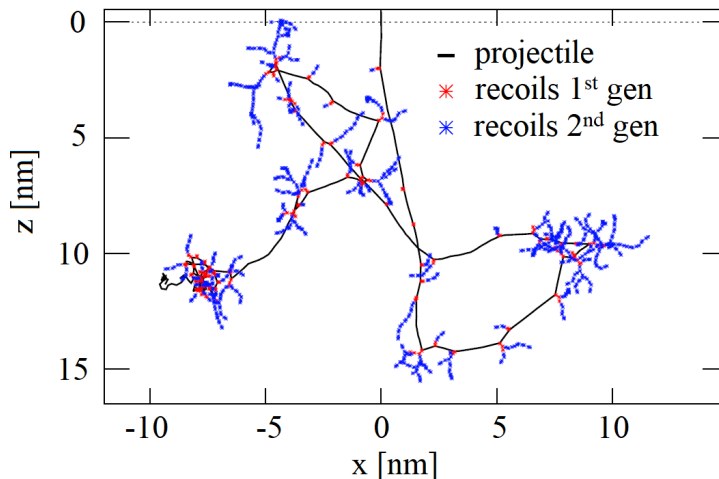 0
5
10
15
z [nm]
projectile
recoils 1st gen
recoils 2nd gen
-10 -5 0 5 10
x [nm]